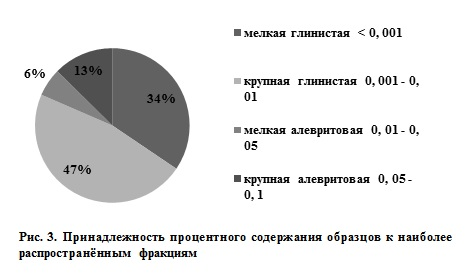 13%
6%
34%
47%
мелкая глинистая < 0, 001
крупная глинистая 0, 001 - 0,
01
мелкая алевритовая 0, 01 - 0,
05
крупная алевритовая 0, 05 -
0, 1
Рис. 3. Принадлежность процентного содержания образцов к наиболее
распространённым фракциям